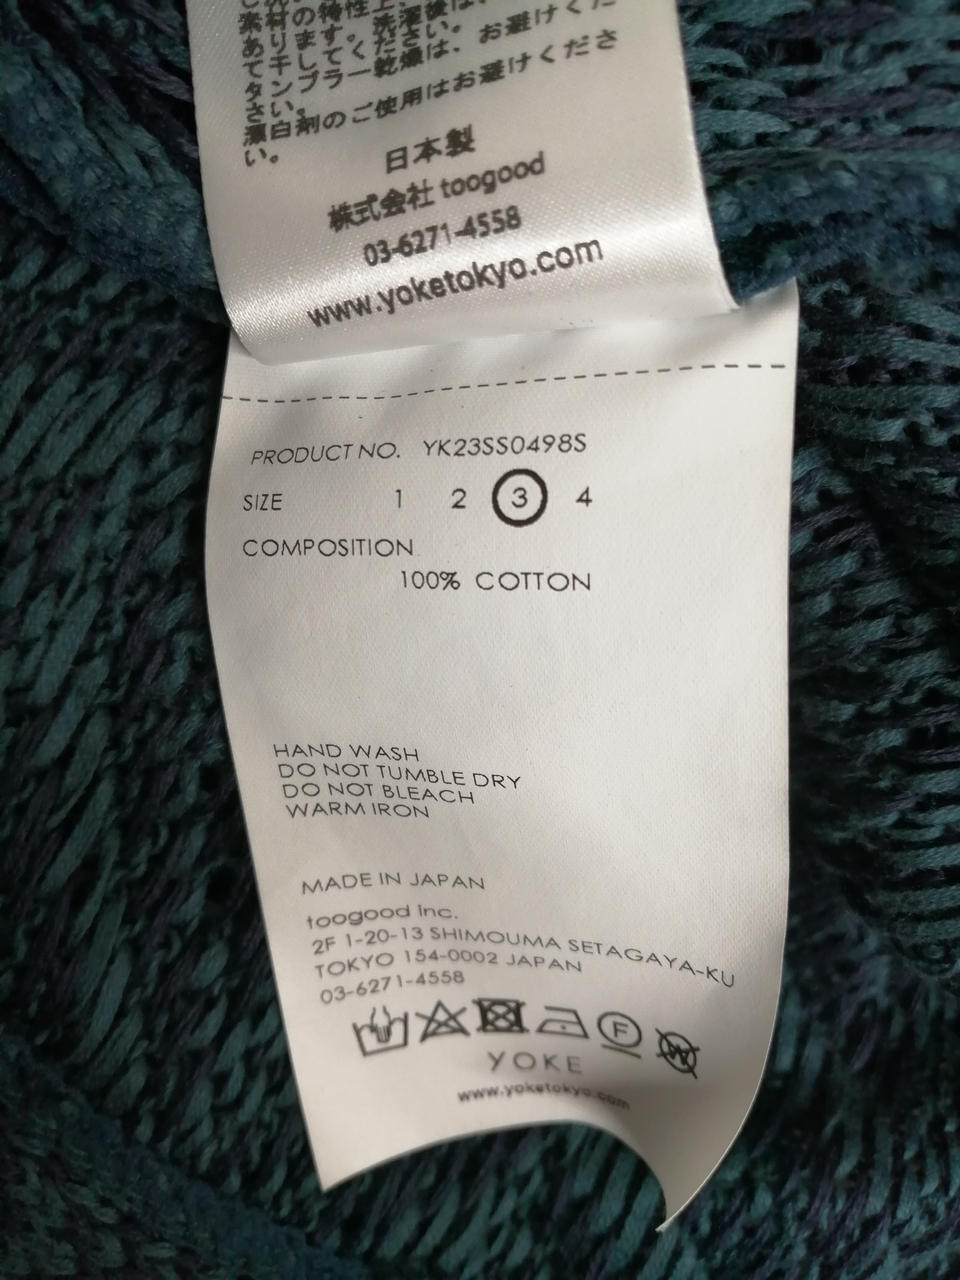 素材の特性上、洗濯後は、
あります。
てましてください。
タンブラー乾燥は、お避けくだ
さい。
漂白剤のご使用はお避けくださ
い。
日本製
株式会社 toogood
03-6271-4558
www.yoketokyo.com
PRODUCT NO. YK23SS0498S
SIZE 1 2 3 4
COMPOSITION
100% COTTON
HAND WASH
DO NOT TUMBLE DRY
DO NOT BLEACH
WARM IRON
MADE IN JAPAN
toogood inc.
2F 1-20-13 SHIMOUMA SETAGAYA-KU
TOKYO 154-0002 JAPAN
03-6271-4558
F W
YOKE
www.yoketokyo.com